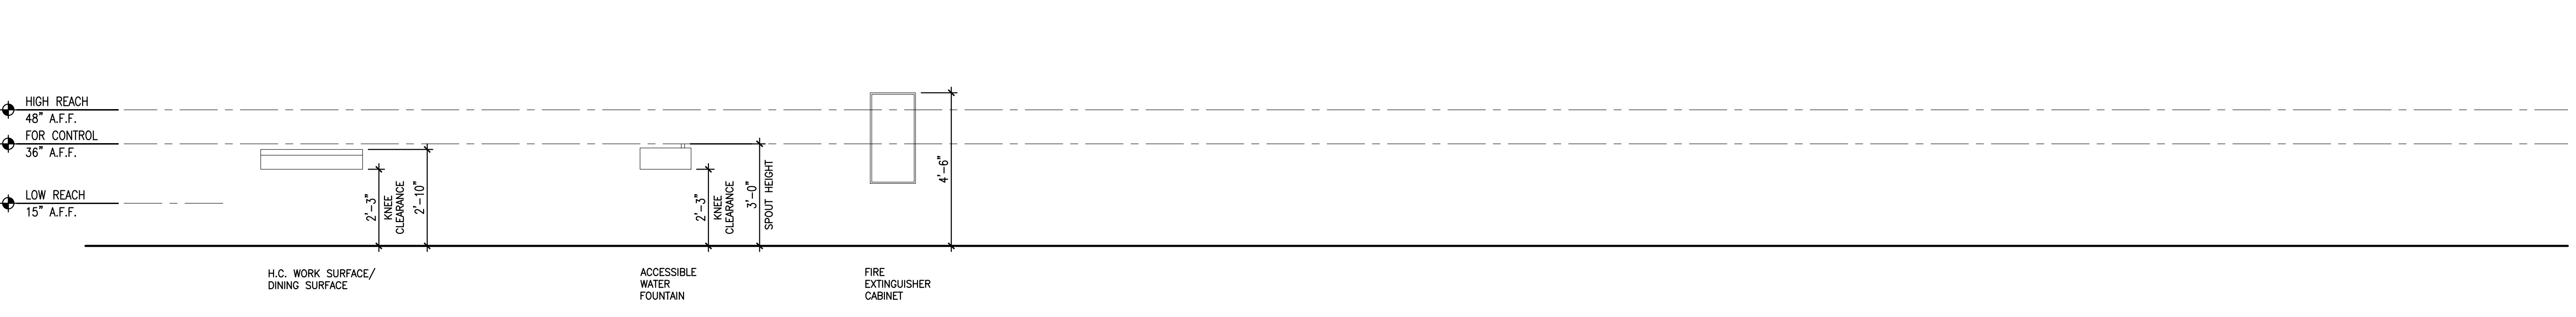 HIGH REACH
48" A.F.F.
FOR CONTROL
36" A.F.F.
LOW REACH
15" A.F.F.
2'-3"
KNEE
CLEARANCE
2'-10"
2'-3"
KNEE
CLEARANCE
3'-0"
SPOUT HEIGHT
4'-6"
H.C. WORK SURFACE/
DINING SURFACE
ACCESSIBLE
WATER
FOUNTAIN
FIRE
EXTINGUISHER
CABINET